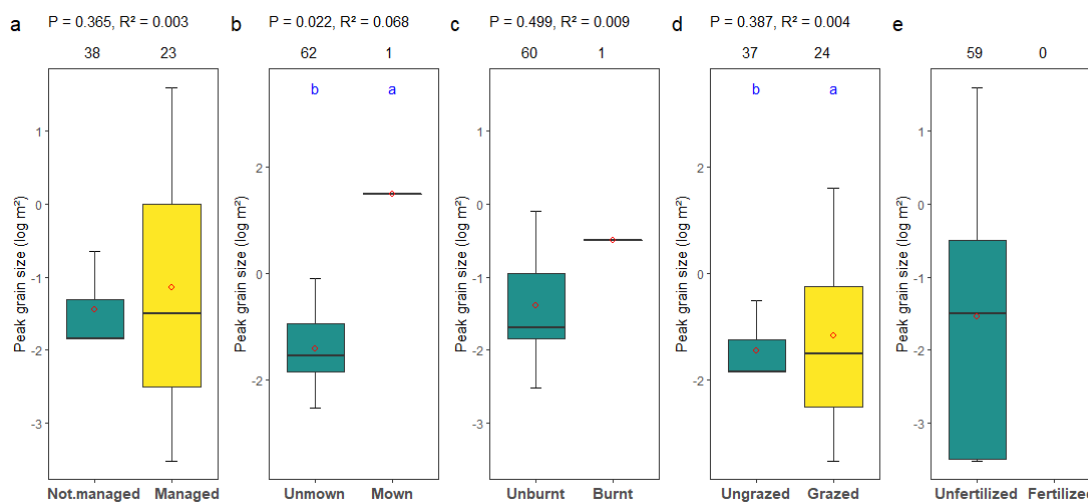 a P = 0.365, R² = 0.003
38 23
Peak grain size (log m²)
1
0
-1
-2
-3
Not.managed Managed
b P = 0.022, R² = 0.068
62 1
b a
Peak grain size (log m²)
2
0
-2
Unmown Mown
c P = 0.499, R² = 0.009
60 1
Peak grain size (log m²)
1
0
-1
-2
-3
Unburnt Burnt
d P = 0.387, R² = 0.004
37 24
b a
Peak grain size (log m²)
2
0
-2
Ungrazed Grazed
e
59 0
Peak grain size (log m²)
1
0
-1
-2
-3
Unfertilized Fertilized